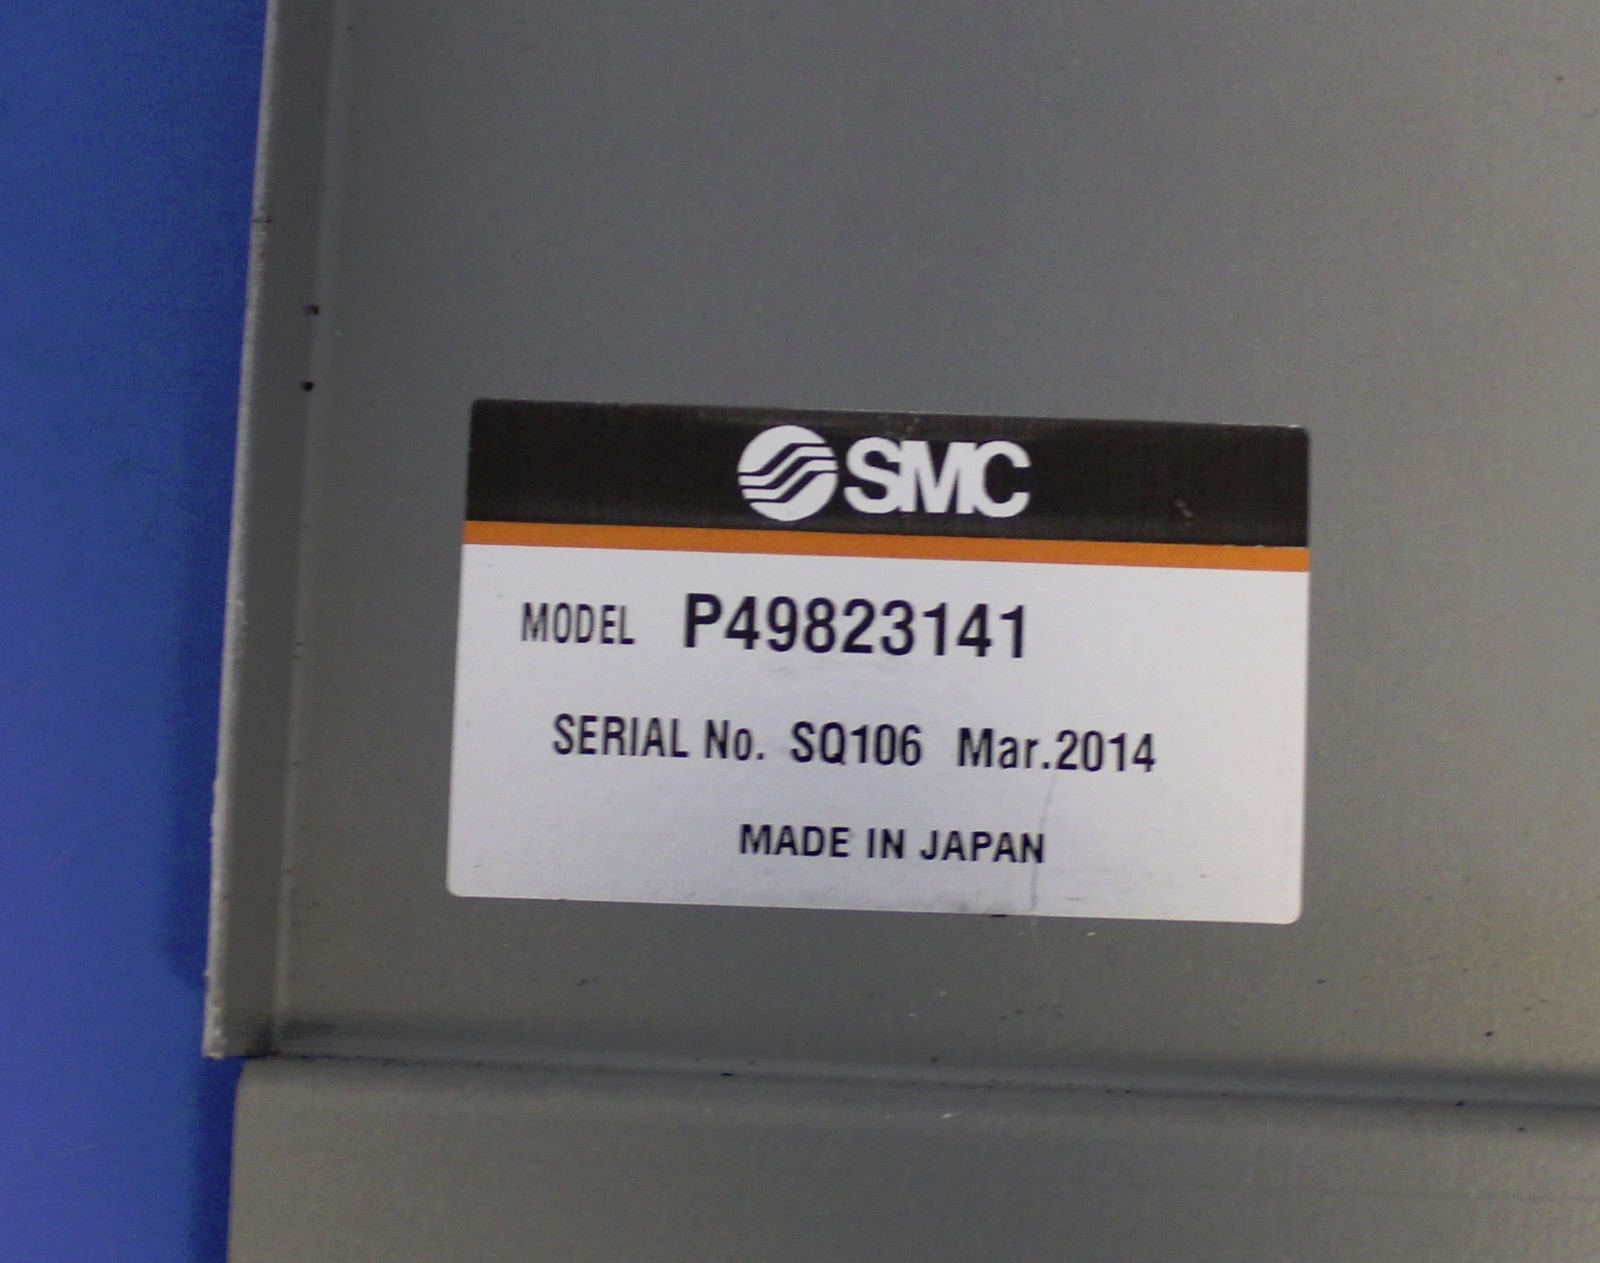 SMC
MODEL P49823141
SERIAL No. SQ106 Mar.2014
MADE IN JAPAN